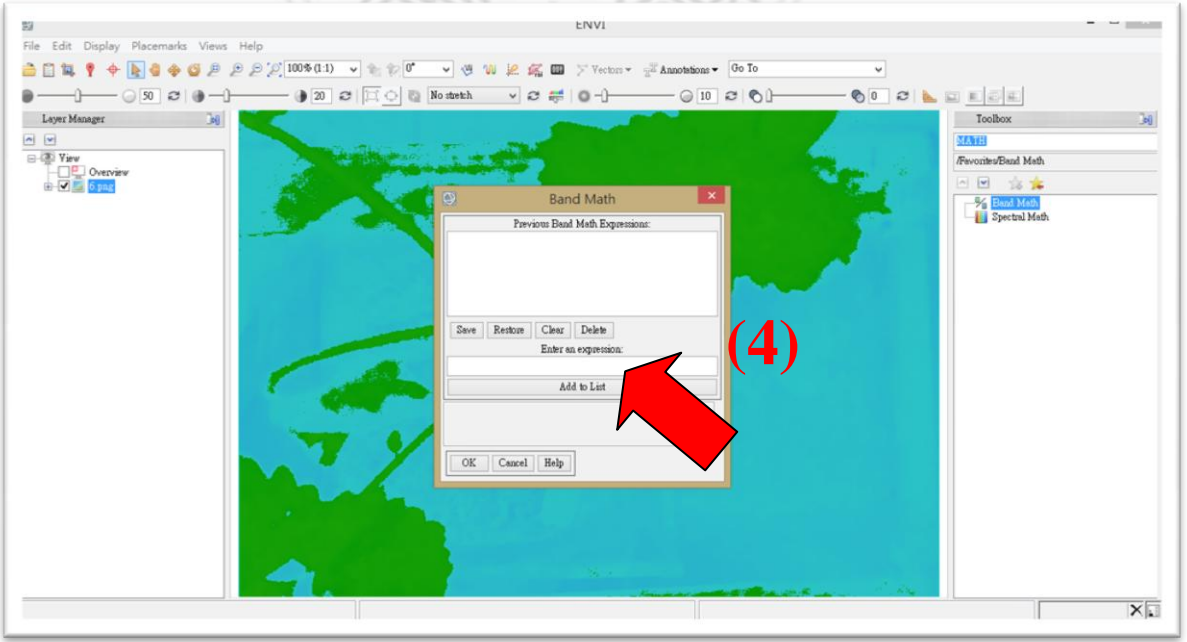 ENVI
File Edit Display Placemarks Views Help
100% (1:1) 0° Vectors Annotations Go To
50 20 No stretch 10 0
Layer Manager
View
Overview
6.png
Toolbox
MATH
/Favorites/Band Math
Band Math
Spectral Math
Band Math
Previous Band Math Expressions:
Save Restore Clear Delete
Enter an expression:
Add to List
OK Cancel Help
(4)